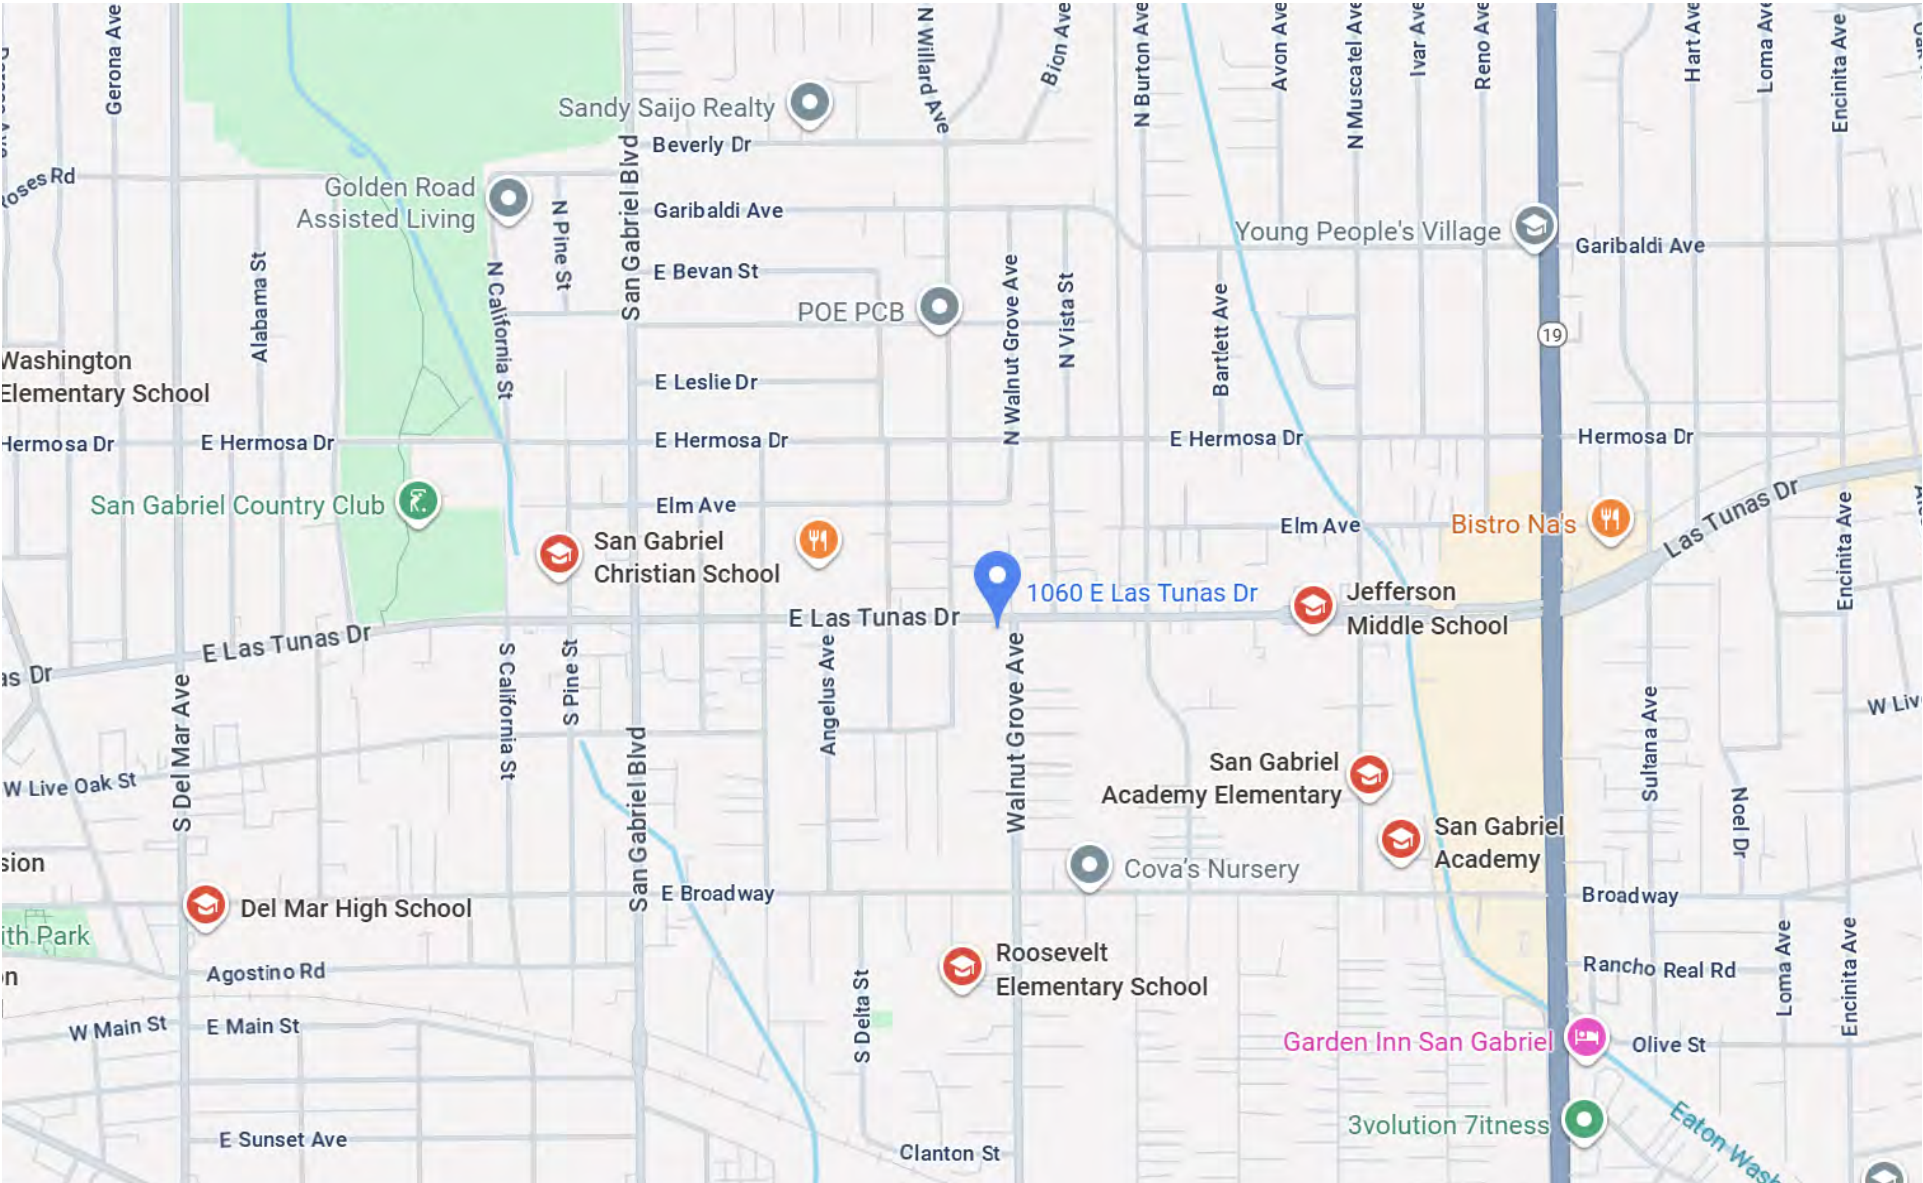 Gerona Ave
N Willard Ave
Bion Ave
N Burton Ave
Avon Ave
N Muscatel Ave
Ivar Ave
Reno Ave
Hart Ave
Loma Ave
Encinita Ave
Sandy Saijo Realty
Beverly Dr
oses Rd
Golden Road
Assisted Living
N Pine St
San Gabriel Blvd
Garibaldi Ave
Young People's Village
Garibaldi Ave
Alabama St
N California St
E Bevan St
POE PCB
N Walnut Grove Ave
N Vista St
Bartlett Ave
19
Washington
Elementary School
E Leslie Dr
Hermosa Dr
E Hermosa Dr
E Hermosa Dr
E Hermosa Dr
Hermosa Dr
San Gabriel Country Club
Elm Ave
Elm Ave
Bistro Na's
Las Tunas Dr
Encinita Ave
San Gabriel
Christian School
1060 E Las Tunas Dr
Jefferson
Middle School
E Las Tunas Dr
E Las Tunas Dr
as Dr
S Del Mar Ave
S California St
S Pine St
San Gabriel Blvd
Angelus Ave
Walnut Grove Ave
Sultana Ave
W Liv
W Live Oak St
San Gabriel
Academy Elementary
Noel Dr
San Gabriel
Academy
sion
Cova's Nursery
E Broadway
Broadway
Del Mar High School
ith Park
on
Agostino Rd
Roosevelt
Elementary School
Rancho Real Rd
Loma Ave
Encinita Ave
W Main St
E Main St
S Delta St
Garden Inn San Gabriel
Olive St
3volution 7itness
Eaton Wash
E Sunset Ave
Clanton St